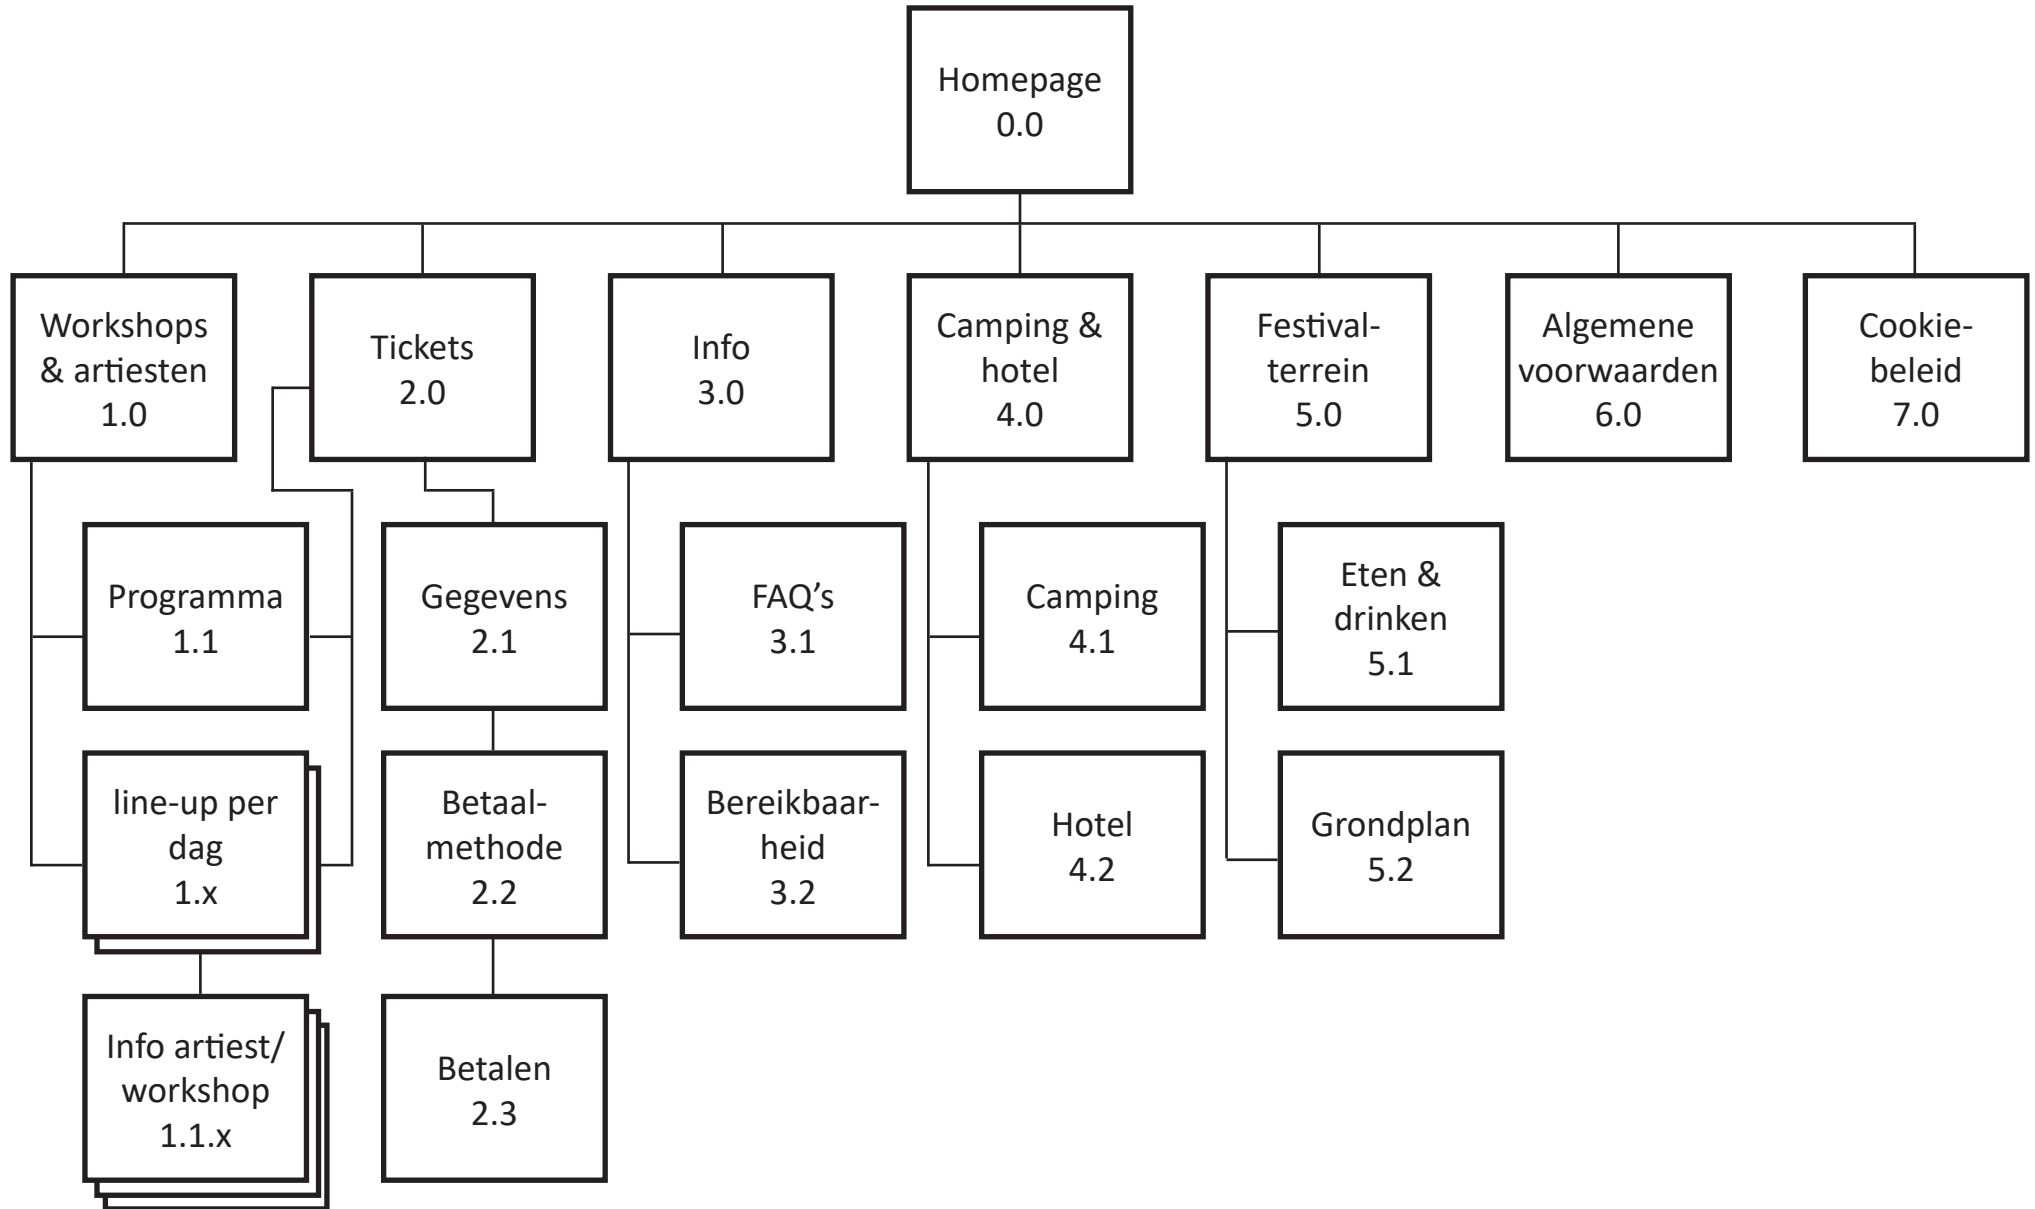 Homepage
0.0
Workshops
& artiesten
1.0
Tickets
2.0
Info
3.0
Camping &
hotel
4.0
Festival-
terrein
5.0
Algemene
voorwaarden
6.0
Cookie-
beleid
7.0
Programma
1.1
Gegevens
2.1
FAQ’s
3.1
Camping
4.1
Eten &
drinken
5.1
line-up per
dag
1.x
Betaal-
methode
2.2
Bereikbaar-
heid
3.2
Hotel
4.2
Grondplan
5.2
Info artiest/
workshop
1.1.x
Betalen
2.3